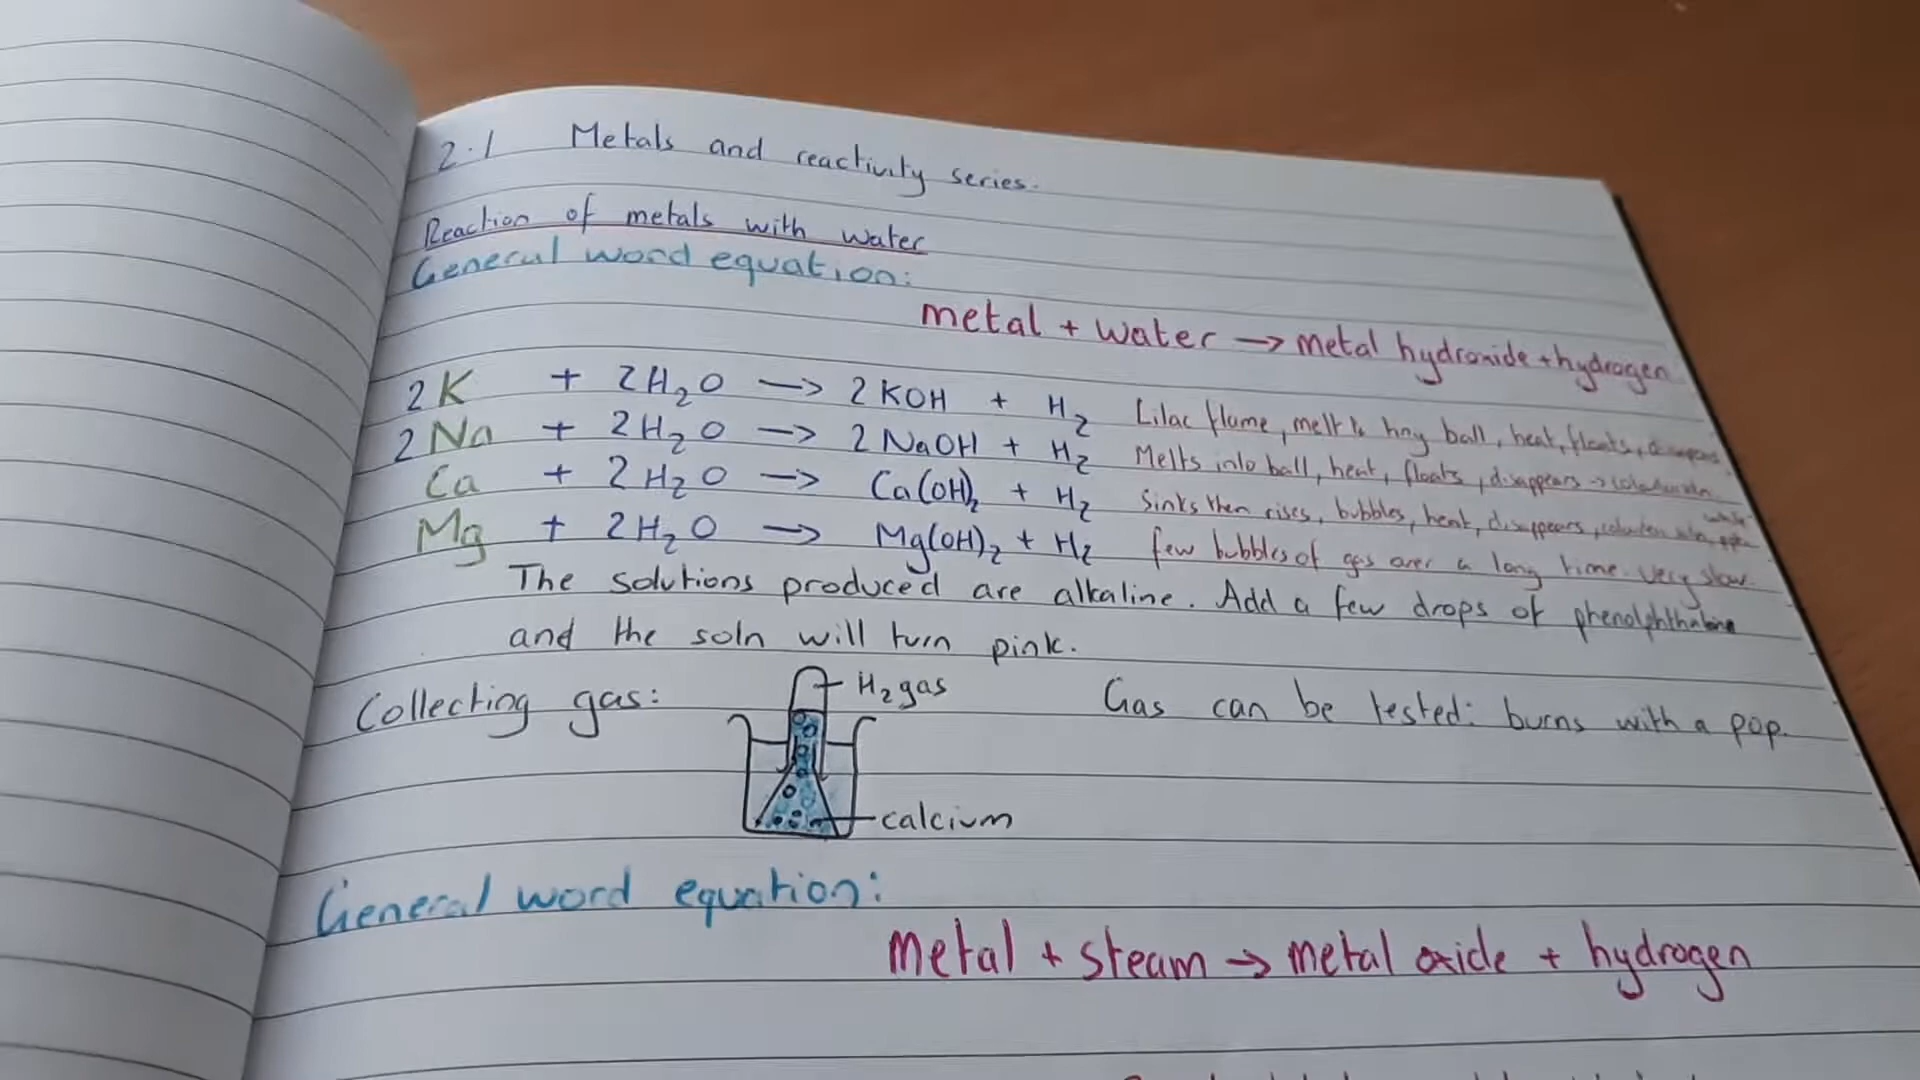 2.1 Metals and reactivity series.
Reaction of metals with water
General word equation:
metal + water → metal hydroxide + hydrogen
2K + 2H₂O → 2KOH + H₂ Lilac flame, melt to tiny ball, heat, floats,
2Na + 2H₂O → 2NaOH + H₂ Melts into ball, heat, floats, disappears →
Ca + 2H₂O → Ca(OH)₂ + H₂ Sinks then rises, bubbles, heat, disappears,
Mg + 2H₂O → Mg(OH)₂ + H₂ few bubbles of gas over a long time. Very slow.
The solutions produced are alkaline. Add a few drops of phenolphthalein
and the soln will turn pink.
Collecting gas: H₂ gas Gas can be tested: burns with a pop.
calcium
General word equation:
metal + steam → metal oxide + hydrogen